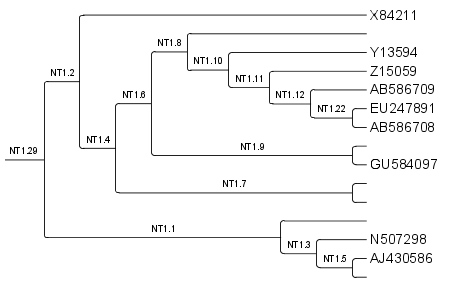 X84211
NT1.8
Y13594
NT1.10
Z15059
NT1.2
NT1.11
AB586709
NT1.6
NT1.12
EU247891
NT1.22
AB586708
NT1.4
NT1.29
NT1.9
GU584097
NT1.7
NT1.1
N507298
NT1.3
AJ430586
NT1.5